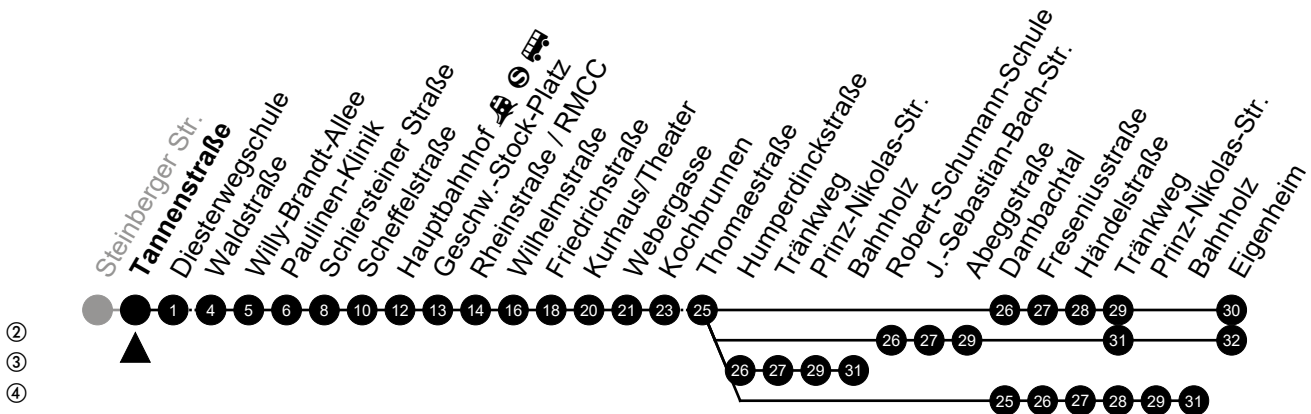 Steinberger Str.
Tannenstraße
Diesterwegschule
Waldstraße
Willy-Brandt-Allee
Paulinen-Klinik
Schiersteiner Straße
Scheffelstraße
Hauptbahnhof S
Geschw.-Stock-Platz
Rheinstraße / RMCC
Wilhelmstraße
Friedrichstraße
Kurhaus/Theater
Webergasse
Kochbrunnen
Thomaestraße
Humperdinckstraße
Tränkweg
Prinz-Nikolas-Str.
Bahnholz
Robert-Schumann-Schule
J.-Sebastian-Bach-Str.
Abeggstraße
Dambachtal
Freseniusstraße
Händelstraße
Tränkweg
Prinz-Nikolas-Str.
Bahnholz
Eigenheim
1 4 5 6 8 10 12 13 14 16 18 20 21 23 25 26 27 28 29 30
② 26 27 29 31 32
③ 26 27 29 31
④ 25 26 27 28 29 31